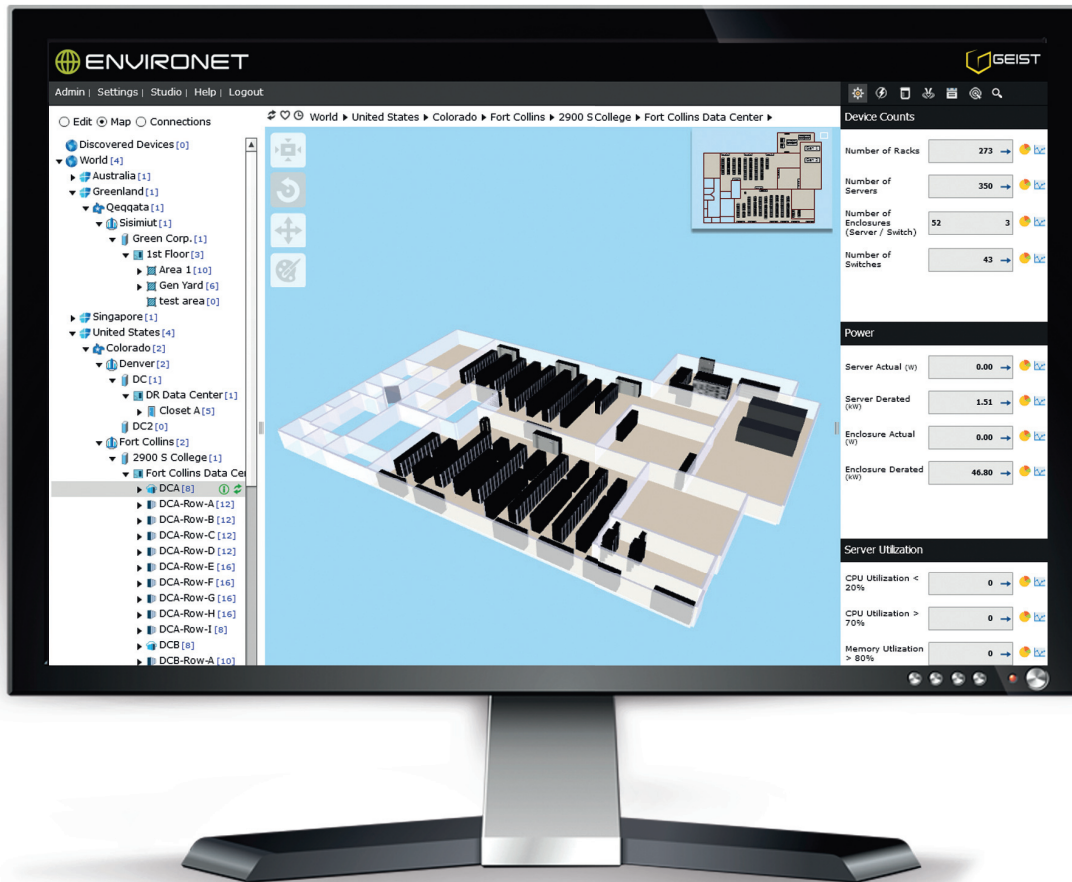 ENVIRONET
GEIST
Admin | Settings | Studio | Help | Logout
Edit Map Connections
Discovered Devices [0]
World [4]
Australia [1]
Greenland [1]
Qeqqata [1]
Sisimiut [1]
Green Corp. [1]
1st Floor [3]
Area 1 [10]
Gen Yard [6]
test area [0]
Singapore [1]
United States [4]
Colorado [2]
Denver [2]
DC [1]
DR Data Center [1]
Closet A [5]
DC2 [0]
Fort Collins [2]
2900 S College [1]
Fort Collins Data Cen
DCA [8]
DCA-Row-A [12]
DCA-Row-B [12]
DCA-Row-C [12]
DCA-Row-D [12]
DCA-Row-E [16]
DCA-Row-F [16]
DCA-Row-G [16]
DCA-Row-H [16]
DCA-Row-I [8]
DCB [8]
DCB-Row-A [10]
World ▸ United States ▸ Colorado ▸ Fort Collins ▸ 2900 S College ▸ Fort Collins Data Center ▸
Device Counts
Number of Racks 273
Number of
Servers 350
Number of
Enclosures
(Server / Switch) 52 3
Number of
Switches 43
Power
Server Actual (W) 0.00
Server Derated
(kW) 1.51
Enclosure Actual
(W) 0.00
Enclosure Derated
(kW) 46.80
Server Utilization
CPU Utilization <
20% 0
CPU Utilization >
70% 0
Memory Utlization
> 80% 0